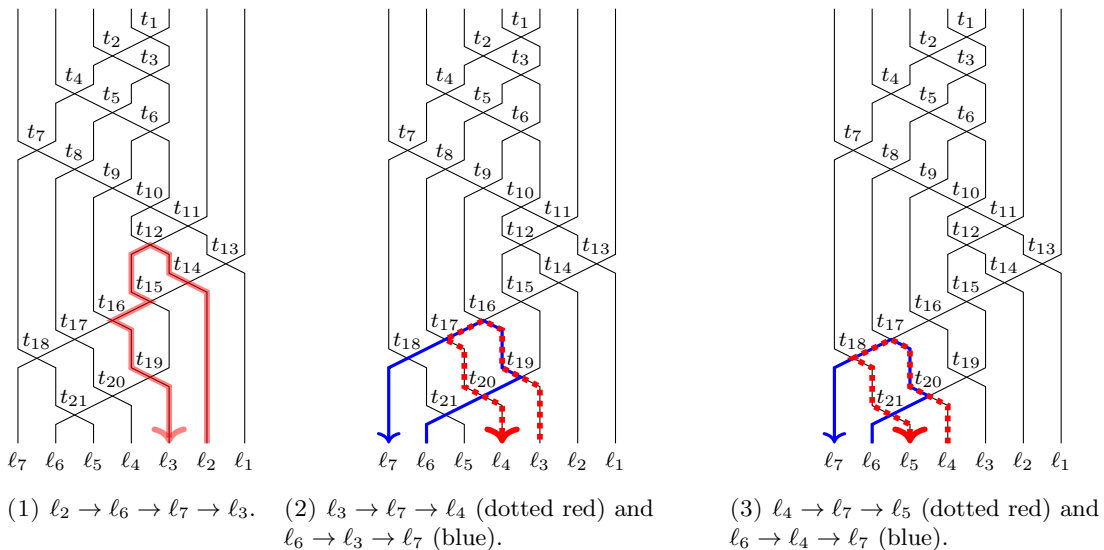 t₁
t₂
t₃
t₄
t₅
t₆
t₇
t₈
t₉
t₁₀
t₁₁
t₁₂
t₁₃
t₁₄
t₁₅
t₁₆
t₁₇
t₁₈
t₁₉
t₂₀
t₂₁
ℓ₇ ℓ₆ ℓ₅ ℓ₄ ℓ₃ ℓ₂ ℓ₁
(1) ℓ₂ → ℓ₆ → ℓ₇ → ℓ₃.
t₁
t₂
t₃
t₄
t₅
t₆
t₇
t₈
t₉
t₁₀
t₁₁
t₁₂
t₁₃
t₁₄
t₁₅
t₁₆
t₁₇
t₁₈
t₁₉
t₂₀
t₂₁
ℓ₇ ℓ₆ ℓ₅ ℓ₄ ℓ₃ ℓ₂ ℓ₁
(2) ℓ₃ → ℓ₇ → ℓ₄ (dotted red) and
ℓ₆ → ℓ₃ → ℓ₇ (blue).
t₁
t₂
t₃
t₄
t₅
t₆
t₇
t₈
t₉
t₁₀
t₁₁
t₁₂
t₁₃
t₁₄
t₁₅
t₁₆
t₁₇
t₁₈
t₁₉
t₂₀
t₂₁
ℓ₇ ℓ₆ ℓ₅ ℓ₄ ℓ₃ ℓ₂ ℓ₁
(3) ℓ₄ → ℓ₇ → ℓ₅ (dotted red) and
ℓ₆ → ℓ₄ → ℓ₇ (blue).